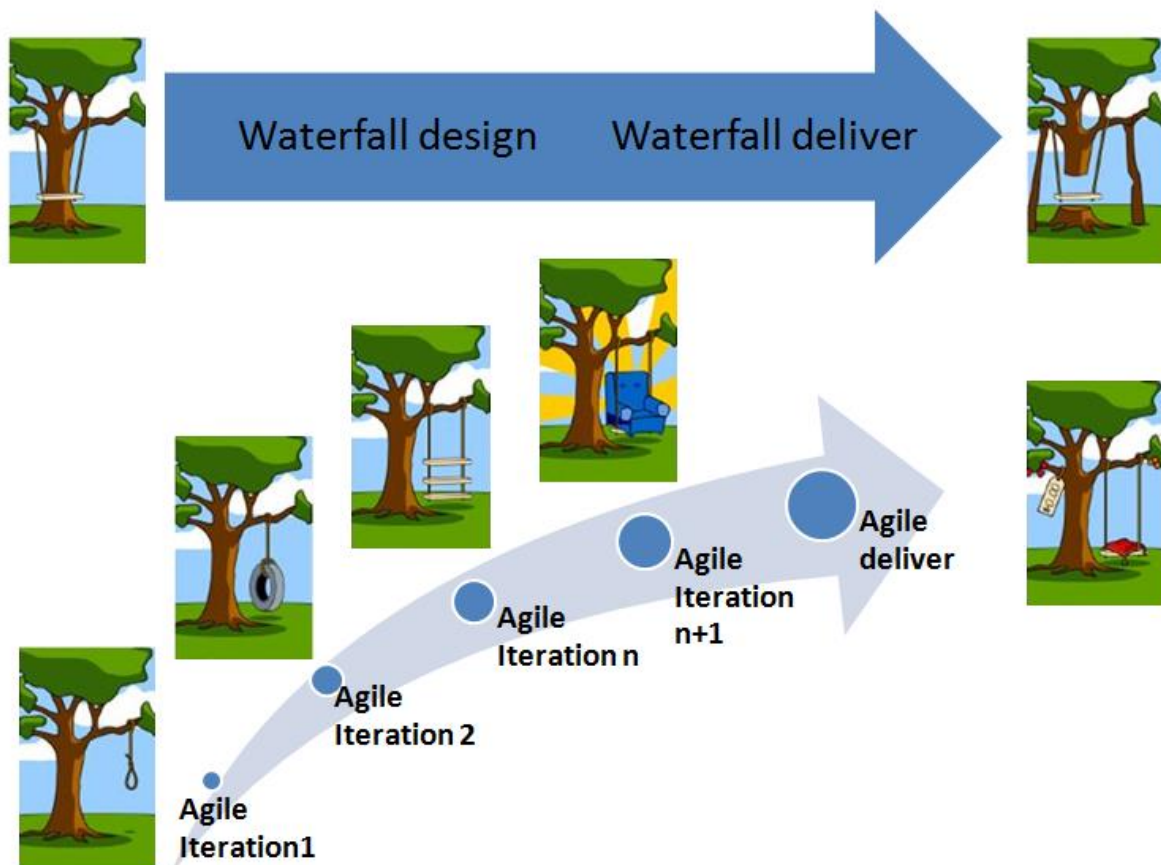 Waterfall design
Waterfall deliver
Agile
deliver
Agile
Iteration
n+1
Agile
Iteration n
Agile
Iteration 2
Agile
Iteration1